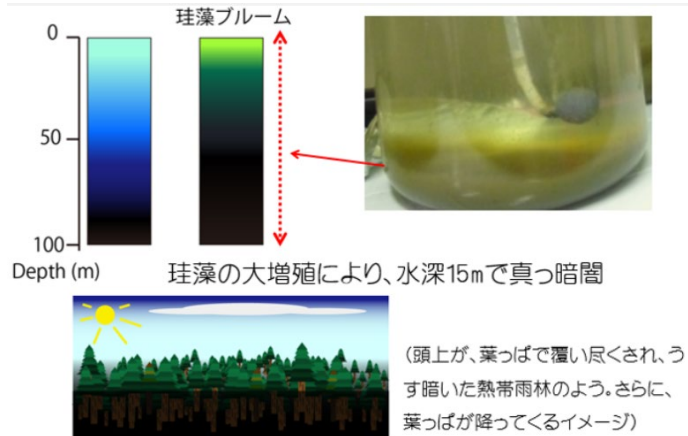 珪藻ブルーム
0
50
100
Depth (m)
珪藻の大増殖により、水深15mで真っ暗闇
(頭上が、葉っぱで覆い尽くされ、う
す暗いた熱帯雨林のよう。さらに、
葉っぱが降ってくるイメージ)